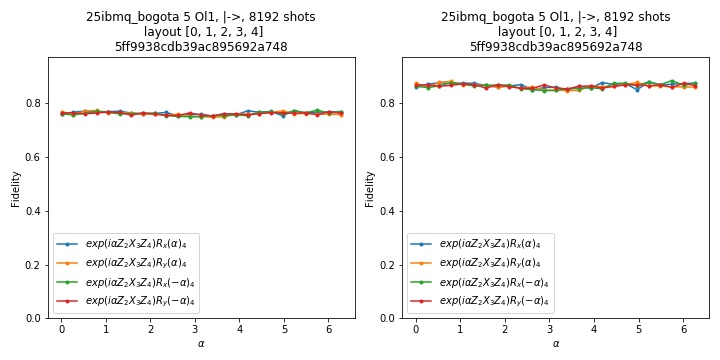 25ibmq_bogota 5 Ol1, |->, 8192 shots
layout [0, 1, 2, 3, 4]
5ff9938cdb39ac895692a748
Fidelity
0.8
0.6
0.4
0.2
0.0
exp(iαZ₂X₃Z₄)Rₓ(α)₄
exp(iαZ₂X₃Z₄)Rᵧ(α)₄
exp(iαZ₂X₃Z₄)Rₓ(−α)₄
exp(iαZ₂X₃Z₄)Rᵧ(−α)₄
0 1 2 3 4 5 6
α
25ibmq_bogota 5 Ol1, |->, 8192 shots
layout [0, 1, 2, 3, 4]
5ff9938cdb39ac895692a748
Fidelity
0.8
0.6
0.4
0.2
0.0
exp(iαZ₂X₃Z₄)Rₓ(α)₄
exp(iαZ₂X₃Z₄)Rᵧ(α)₄
exp(iαZ₂X₃Z₄)Rₓ(−α)₄
exp(iαZ₂X₃Z₄)Rᵧ(−α)₄
0 1 2 3 4 5 6
α